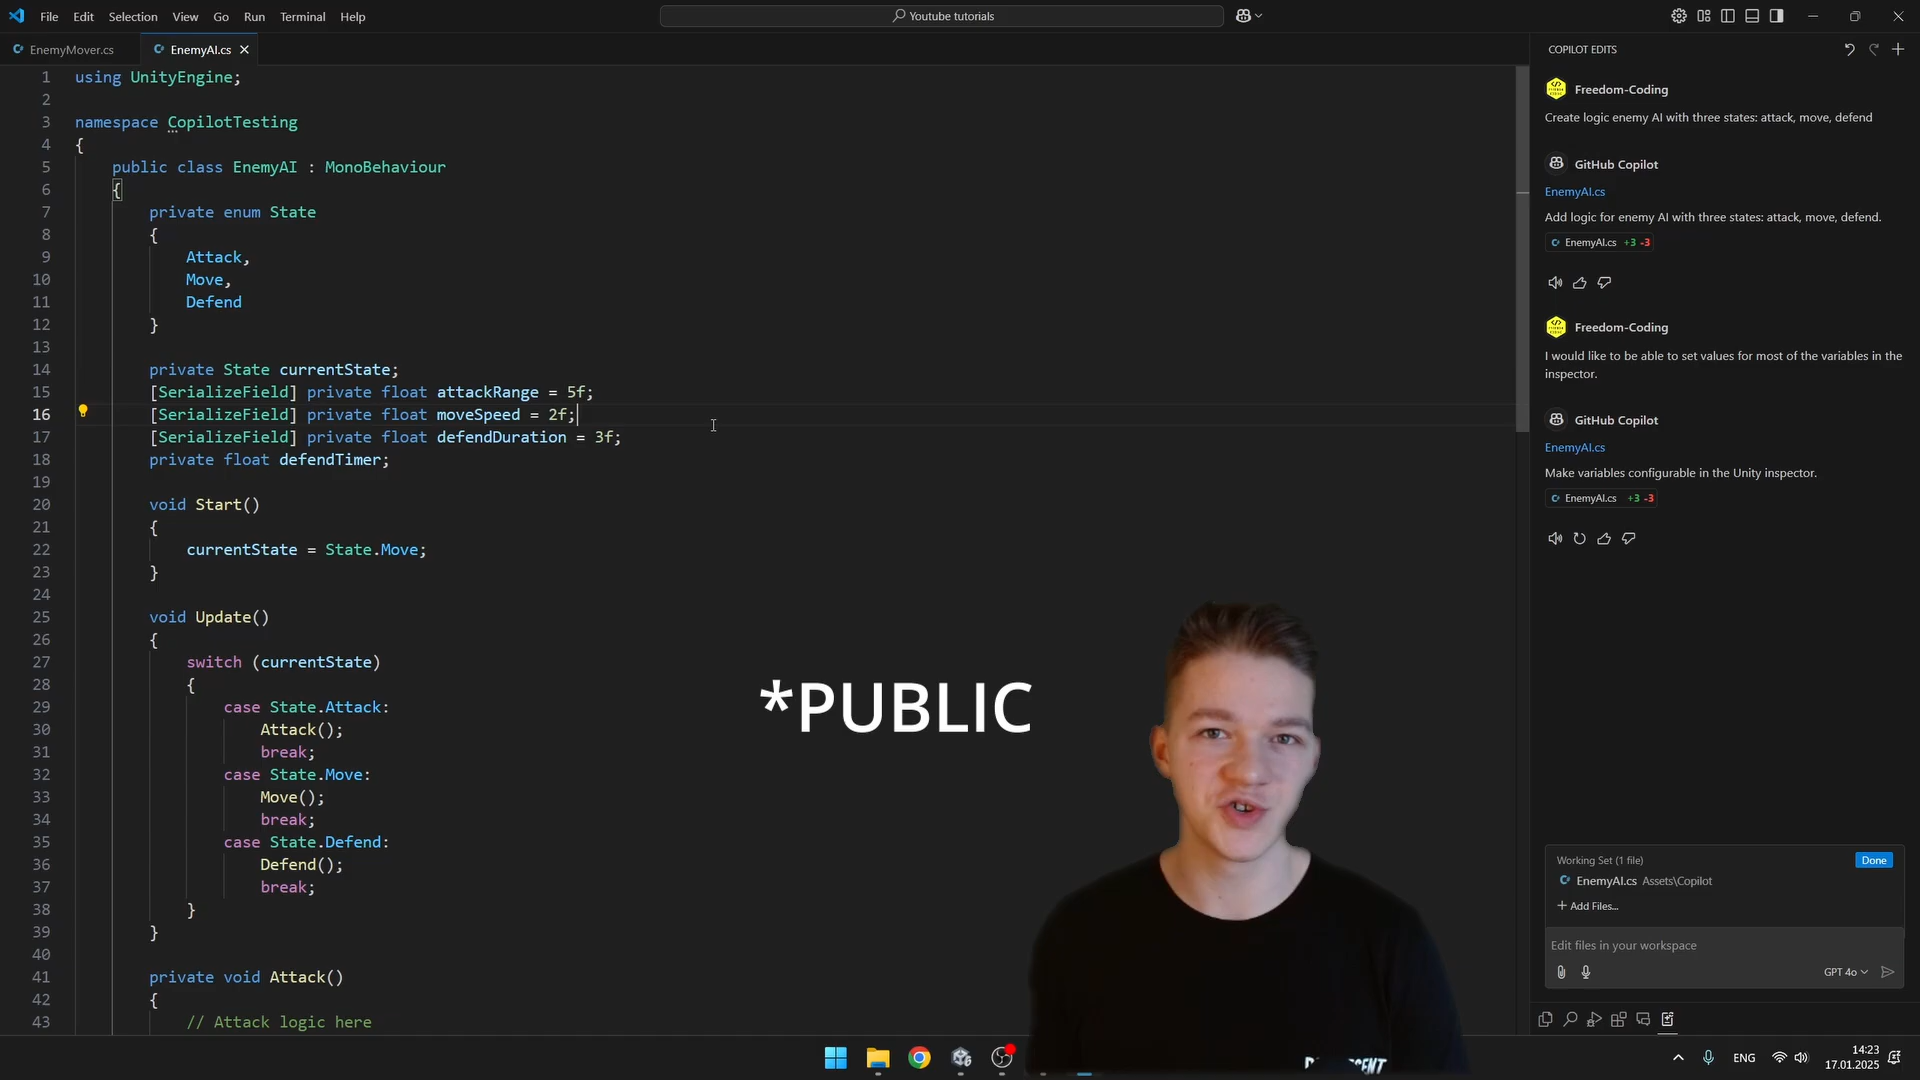 File Edit Selection View Go Run Terminal Help
Youtube tutorials
EnemyMover.cs
EnemyAI.cs
1 using UnityEngine;
2
3 namespace CopilotTesting
4 {
5 public class EnemyAI : MonoBehaviour
6 {
7 private enum State
8 {
9 Attack,
10 Move,
11 Defend
12 }
13
14 private State currentState;
15 [SerializeField] private float attackRange = 5f;
16 [SerializeField] private float moveSpeed = 2f;
17 [SerializeField] private float defendDuration = 3f;
18 private float defendTimer;
19
20 void Start()
21 {
22 currentState = State.Move;
23 }
24
25 void Update()
26 {
27 switch (currentState)
28 {
29 case State.Attack:
30 Attack();
31 break;
32 case State.Move:
33 Move();
34 break;
35 case State.Defend:
36 Defend();
37 break;
38 }
39 }
40
41 private void Attack()
42 {
43 // Attack logic here
*PUBLIC
COPILOT EDITS
Freedom-Coding
Create logic enemy AI with three states: attack, move, defend
GitHub Copilot
EnemyAI.cs
Add logic for enemy AI with three states: attack, move, defend.
EnemyAI.cs +3 -3
Freedom-Coding
I would like to be able to set values for most of the variables in the
inspector.
GitHub Copilot
EnemyAI.cs
Make variables configurable in the Unity inspector.
EnemyAI.cs +3 -3
Working Set (1 file)
Done
EnemyAI.cs Assets\Copilot
+ Add Files...
Edit files in your workspace
GPT 4o
ENG
14:23
17.01.2025